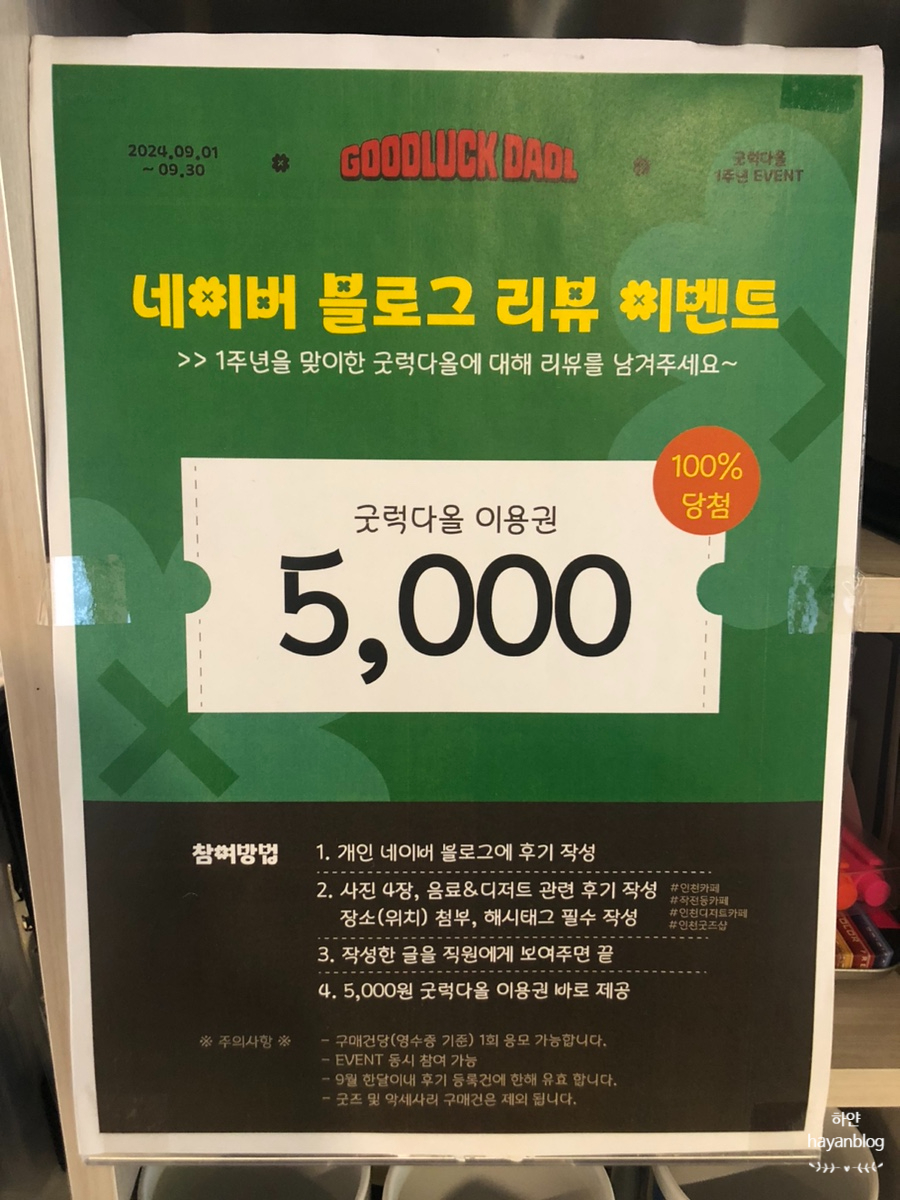 2024.09.01
~ 09.30
GOODLUCK DAOL
굿럭다올
1주년 EVENT
네이버 블로그 리뷰 이벤트
>> 1주년을 맞이한 굿럭다올에 대해 리뷰를 남겨주세요~
100%
당첨
굿럭다올 이용권
5,000
참여방법
1. 개인 네이버 블로그에 후기 작성
2. 사진 4장, 음료&디저트 관련 후기 작성
장소(위치) 첨부, 해시태그 필수 작성
#인천카페
#작전동카페
#인천디저트카페
#인천굿즈샵
3. 작성한 글을 직원에게 보여주면 끝
4. 5,000원 굿럭다올 이용권 바로 제공
※ 주의사항 ※
- 구매건당(영수증 기준) 1회 응모 가능합니다.
- EVENT 동시 참여 가능
- 9월 한달이내 후기 등록건에 한해 유효 합니다.
- 굿즈 및 악세사리 구매건은 제외 됩니다.
하얀
hayanblog